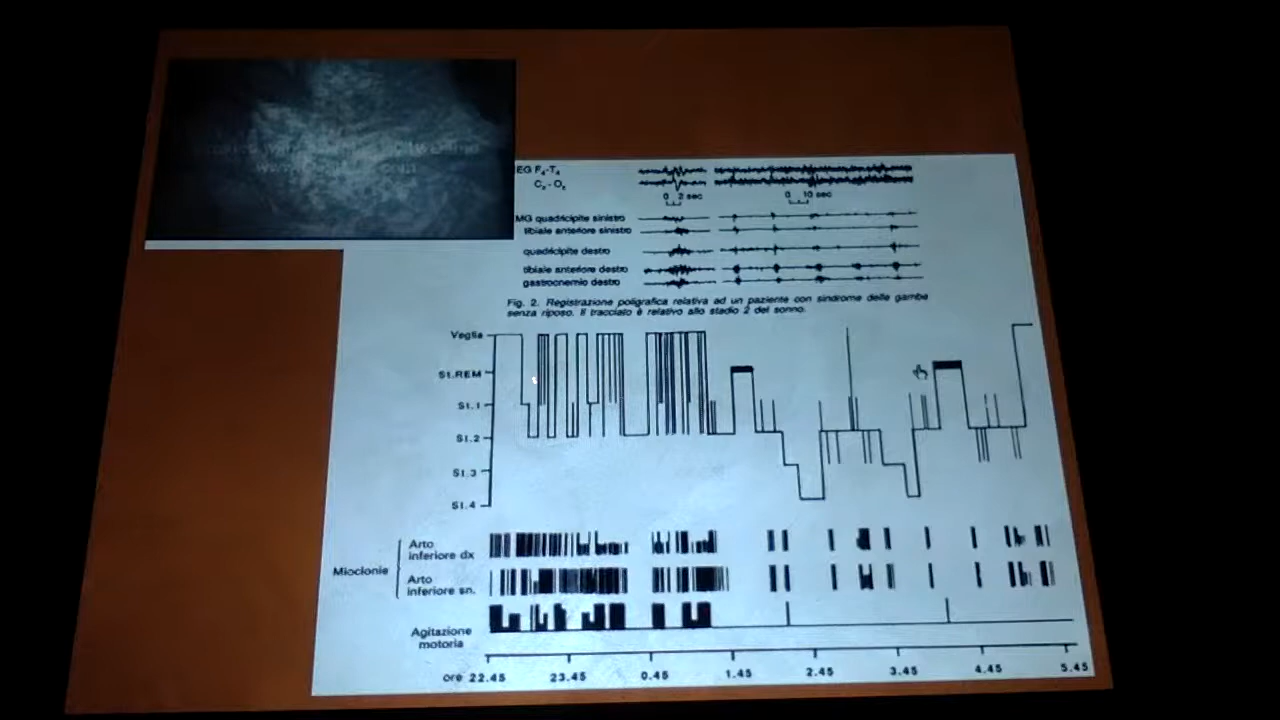 EG F₄-T₄
C₄-O₄
0 2 sec
0 10 sec
MG quadricipite sinistro
tibiale anteriore sinistro
quadricipite destro
tibiale anteriore destro
gastrocnemio destro
Fig. 2. Registrazione poligrafica relativa ad un paziente con sindrome delle gambe
senza riposo. Il tracciato è relativo allo stadio 2 del sonno.
Veglia
St.REM
St.1
St.2
St.3
St.4
Mioclonie
Arto
inferiore dx
Arto
inferiore sn.
Agitazione
motoria
ore 22.45 23.45 0.45 1.45 2.45 3.45 4.45 5.45